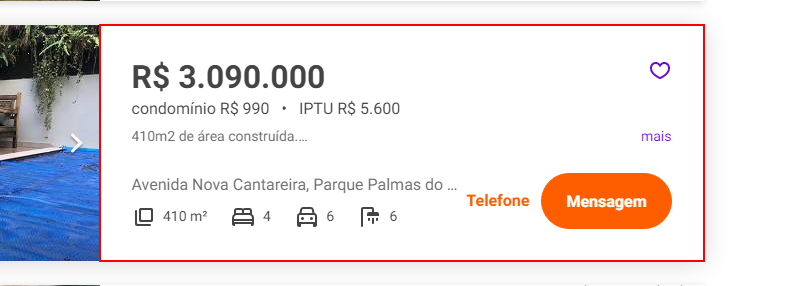 R$ 3.090.000
condomínio R$ 990 • IPTU R$ 5.600
410m2 de área construída.... mais
Avenida Nova Cantareira, Parque Palmas do ...
Telefone Mensagem
410 m² 4 6 6